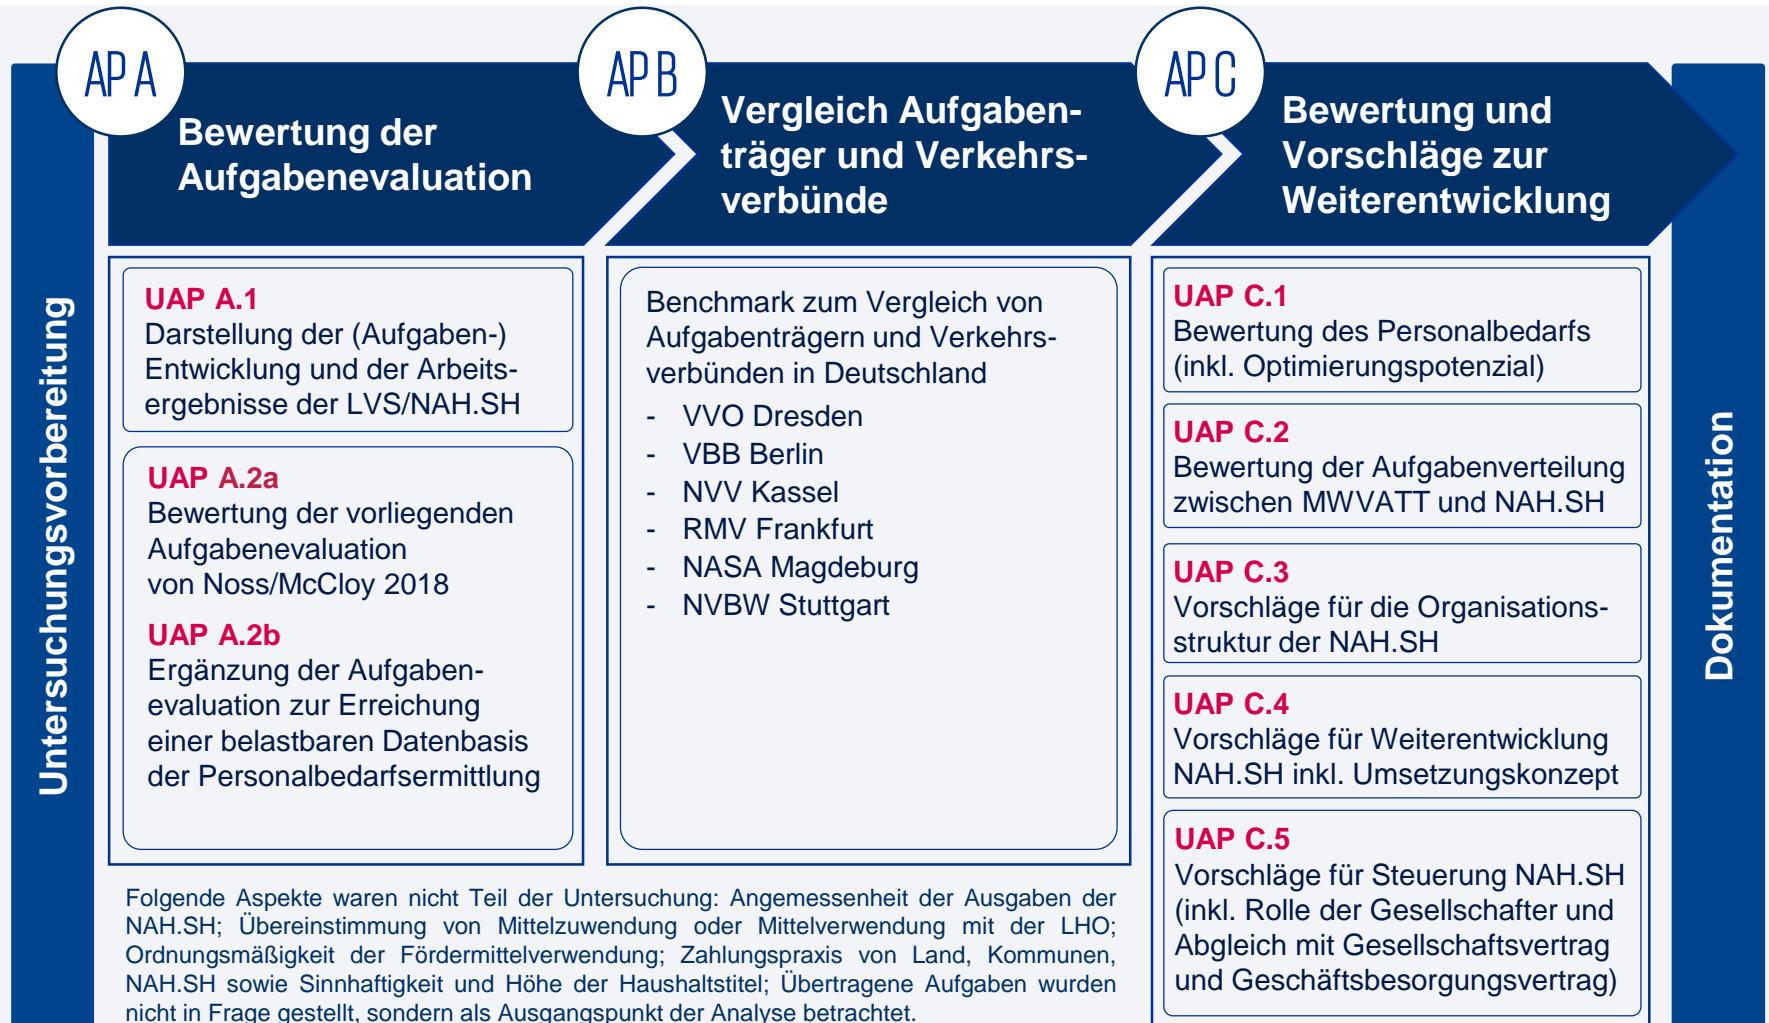 Untersuchungsvorbereitung
AP A
Bewertung der
Aufgabenevaluation
UAP A.1
Darstellung der (Aufgaben-)
Entwicklung und der Arbeits-
ergebnisse der LVS/NAH.SH
UAP A.2a
Bewertung der vorliegenden
Aufgabenevaluation
von Noss/McCloy 2018
UAP A.2b
Ergänzung der Aufgaben-
evaluation zur Erreichung
einer belastbaren Datenbasis
der Personalbedarfsermittlung
AP B
Vergleich Aufgaben-
träger und Verkehrs-
verbünde
Benchmark zum Vergleich von
Aufgabenträgern und Verkehrs-
verbünden in Deutschland
- VVO Dresden
- VBB Berlin
- NVV Kassel
- RMV Frankfurt
- NASA Magdeburg
- NVBW Stuttgart
Folgende Aspekte waren nicht Teil der Untersuchung: Angemessenheit der Ausgaben der
NAH.SH; Übereinstimmung von Mittelzuwendung oder Mittelverwendung mit der LHO;
Ordnungsmäßigkeit der Fördermittelverwendung; Zahlungspraxis von Land, Kommunen,
NAH.SH sowie Sinnhaftigkeit und Höhe der Haushaltstitel; Übertragene Aufgaben wurden
nicht in Frage gestellt, sondern als Ausgangspunkt der Analyse betrachtet.
AP C
Bewertung und
Vorschläge zur
Weiterentwicklung
UAP C.1
Bewertung des Personalbedarfs
(inkl. Optimierungspotenzial)
UAP C.2
Bewertung der Aufgabenverteilung
zwischen MWVATT und NAH.SH
UAP C.3
Vorschläge für die Organisations-
struktur der NAH.SH
UAP C.4
Vorschläge für Weiterentwicklung
NAH.SH inkl. Umsetzungskonzept
UAP C.5
Vorschläge für Steuerung NAH.SH
(inkl. Rolle der Gesellschafter und
Abgleich mit Gesellschaftsvertrag
und Geschäftsbesorgungsvertrag)
Dokumentation